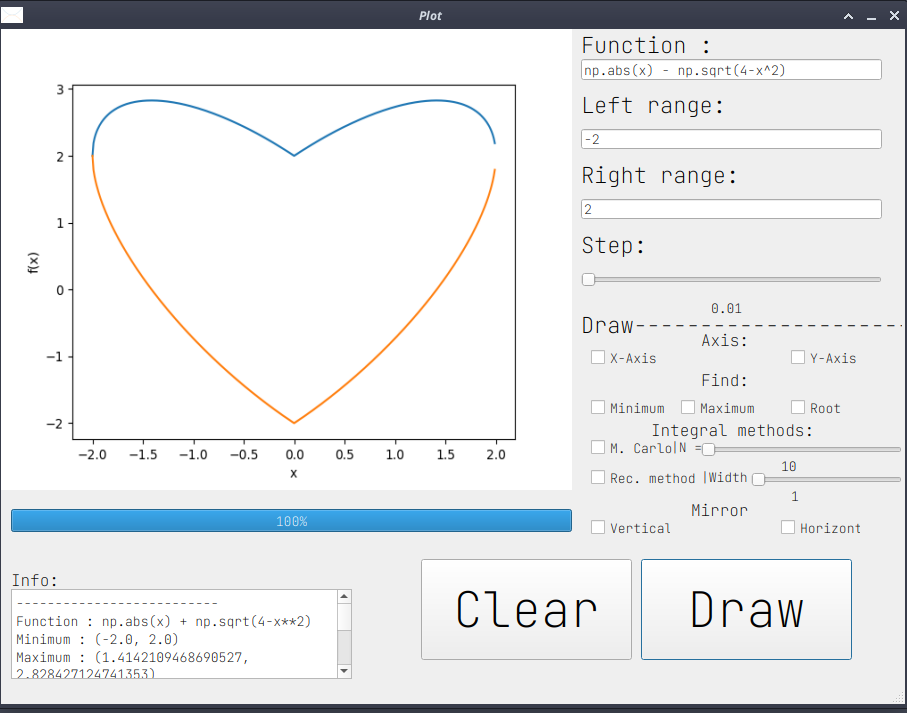 Plot
Function :
np.abs(x) - np.sqrt(4-x^2)
Left range:
-2
Right range:
2
Step:
0.01
Draw--------------------
Axis:
X-Axis Y-Axis
Find:
Minimum Maximum Root
Integral methods:
M. Carlo|N =
10
Rec. method |Width
1
Mirror
Vertical Horizont
3
2
1
0
−1
−2
f(x)
−2.0 −1.5 −1.0 −0.5 0.0 0.5 1.0 1.5 2.0
x
100%
Info:
-------------------------
Function : np.abs(x) + np.sqrt(4-x**2)
Minimum : (-2.0, 2.0)
Maximum : (1.4142109468690527,
2.828427124741353)
Clear Draw